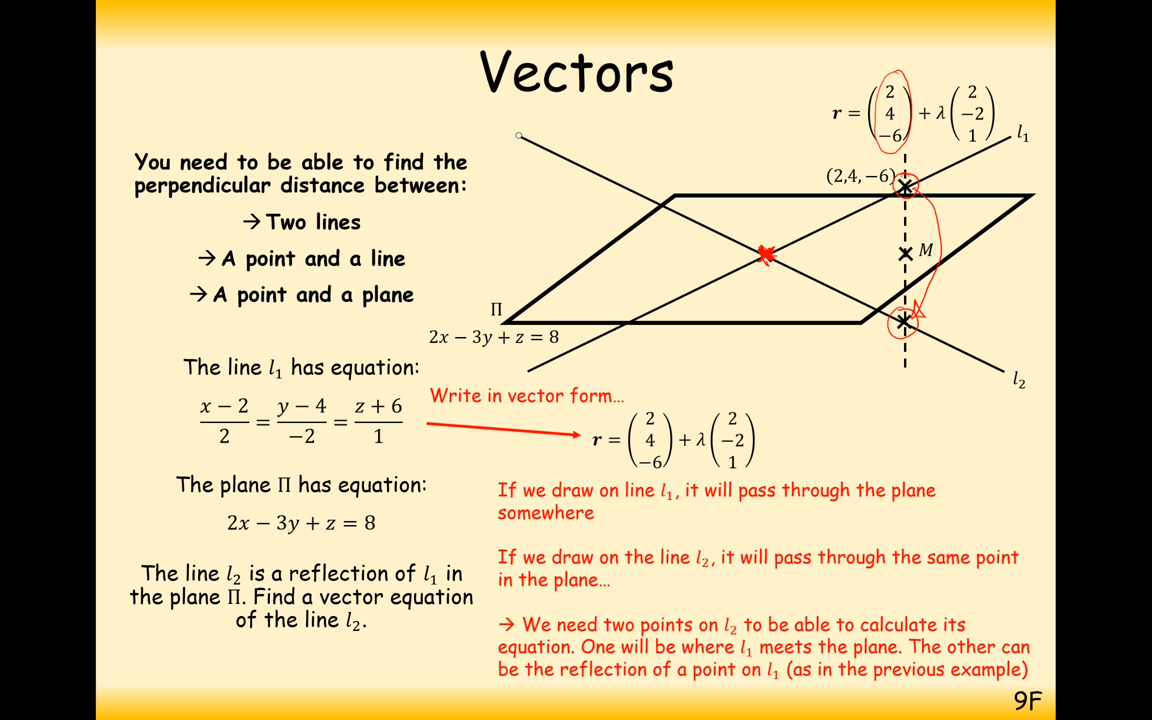 Vectors
r = (2 4 −6) + λ (2 −2 1)
l₁
(2,4,−6)
M
Π
2x − 3y + z = 8
l₂
You need to be able to find the
perpendicular distance between:
→ Two lines
→ A point and a line
→ A point and a plane
The line l₁ has equation:
x − 2 / 2 = y − 4 / −2 = z + 6 / 1
The plane Π has equation:
2x − 3y + z = 8
The line l₂ is a reflection of l₁ in
the plane Π. Find a vector equation
of the line l₂.
Write in vector form…
r = (2 4 −6) + λ (2 −2 1)
If we draw on line l₁, it will pass through the plane
somewhere
If we draw on the line l₂, it will pass through the same point
in the plane…
→ We need two points on l₂ to be able to calculate its
equation. One will be where l₁ meets the plane. The other can
be the reflection of a point on l₁ (as in the previous example)
9F